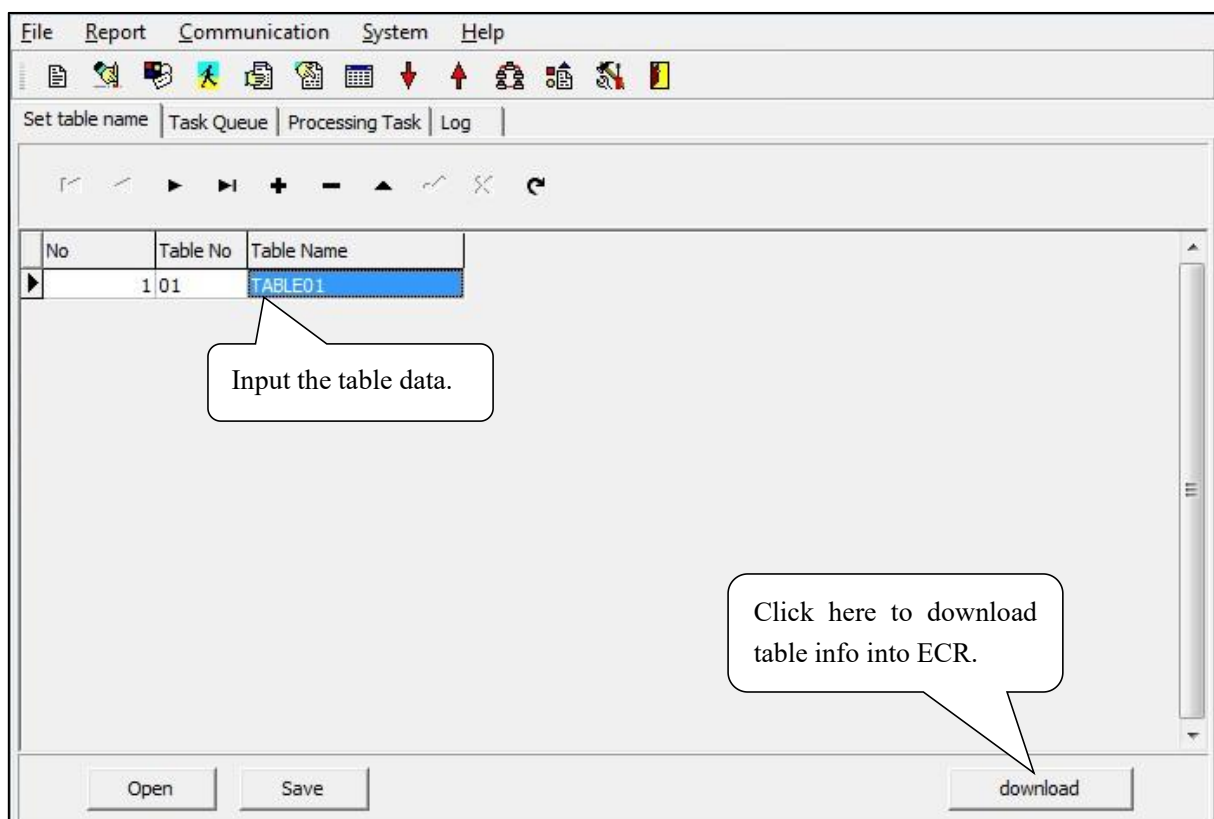 File Report Communication System Help
Set table name Task Queue Processing Task Log
No Table No Table Name
1 01 TABLE01
Input the table data.
Click here to download
table info into ECR.
Open Save download